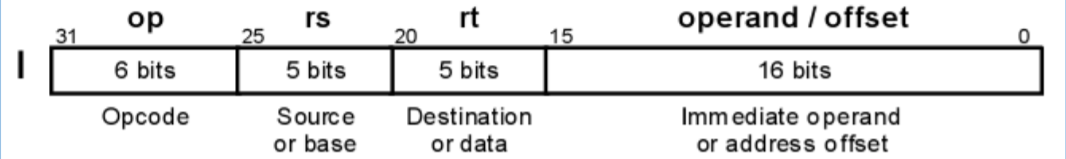 op rs rt operand / offset
31 25 20 15 0
I 6 bits 5 bits 5 bits 16 bits
Opcode Source Destination Immediate operand
or base or data or address offset